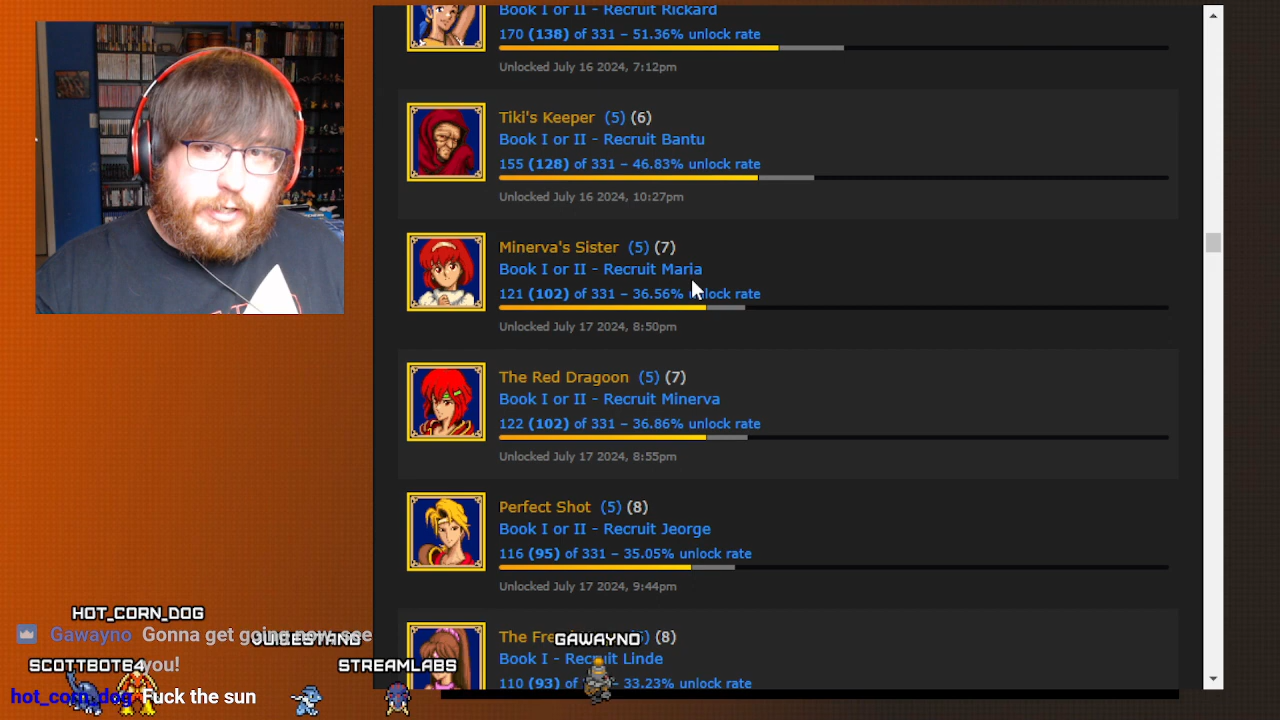 Book I or II - Recruit Rickard
170 (138) of 331 – 51.36% unlock rate
Unlocked July 16 2024, 7:12pm
Tiki's Keeper (5) (6)
Book I or II - Recruit Bantu
155 (128) of 331 – 46.83% unlock rate
Unlocked July 16 2024, 10:27pm
Minerva's Sister (5) (7)
Book I or II - Recruit Maria
121 (102) of 331 – 36.56% unlock rate
Unlocked July 17 2024, 8:50pm
The Red Dragoon (5) (7)
Book I or II - Recruit Minerva
122 (102) of 331 – 36.86% unlock rate
Unlocked July 17 2024, 8:55pm
Perfect Shot (5) (8)
Book I or II - Recruit Jeorge
116 (95) of 331 – 35.05% unlock rate
Unlocked July 17 2024, 9:44pm
The (8)
Book I - Recruit Linde
110 (93) of 331 – 33.23% unlock rate
HOT_CORN_DOG
Gawayno Gonna get going now, see
you!
GAWAYNO
SCOTTBOT64
STREAMLABS
hot_corn_dog Fuck the sun